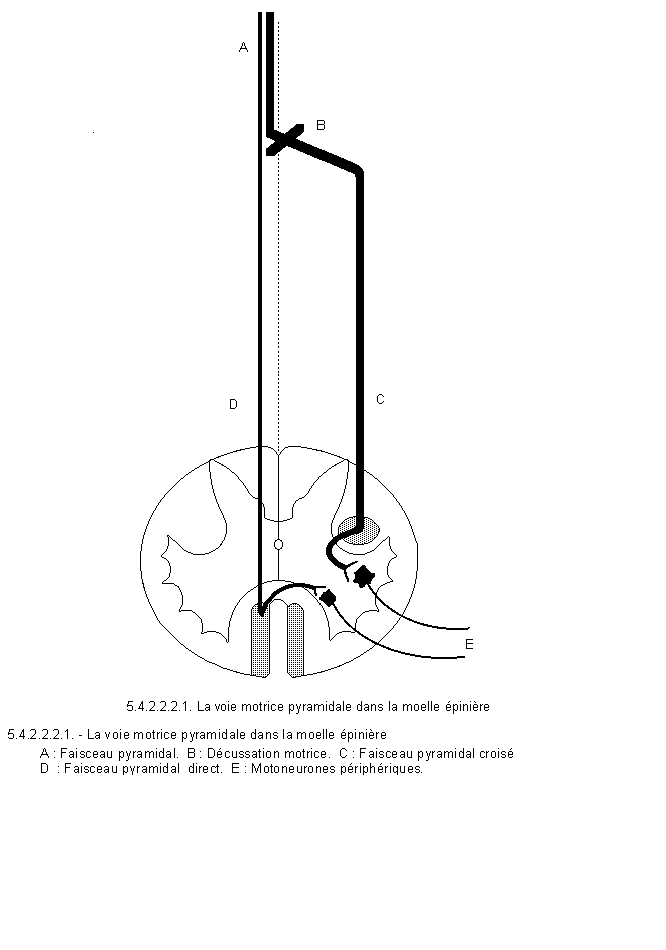 A
B
D
C
E
5.4.2.2.2.1. La voie motrice pyramidale dans la moelle épinière
5.4.2.2.2.1. - La voie motrice pyramidale dans la moelle épinière
A : Faisceau pyramidal. B : Décussation motrice. C : Faisceau pyramidal croisé
D : Faisceau pyramidal direct. E : Motoneurones périphériques.